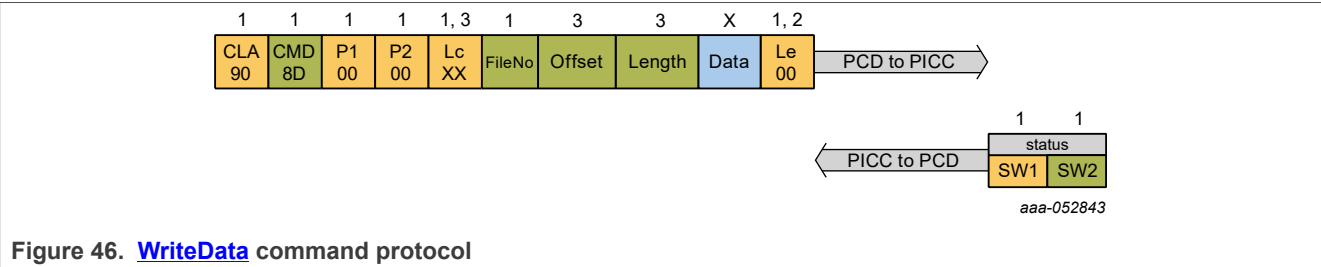 1 1 1 1 1, 3 1 3 3 X 1, 2
CLA CMD P1 P2 Lc FileNo Offset Length Data Le PCD to PICC
90 8D 00 00 XX 00
1 1
status
PICC to PCD SW1 SW2
aaa-052843
Figure 46. WriteData command protocol